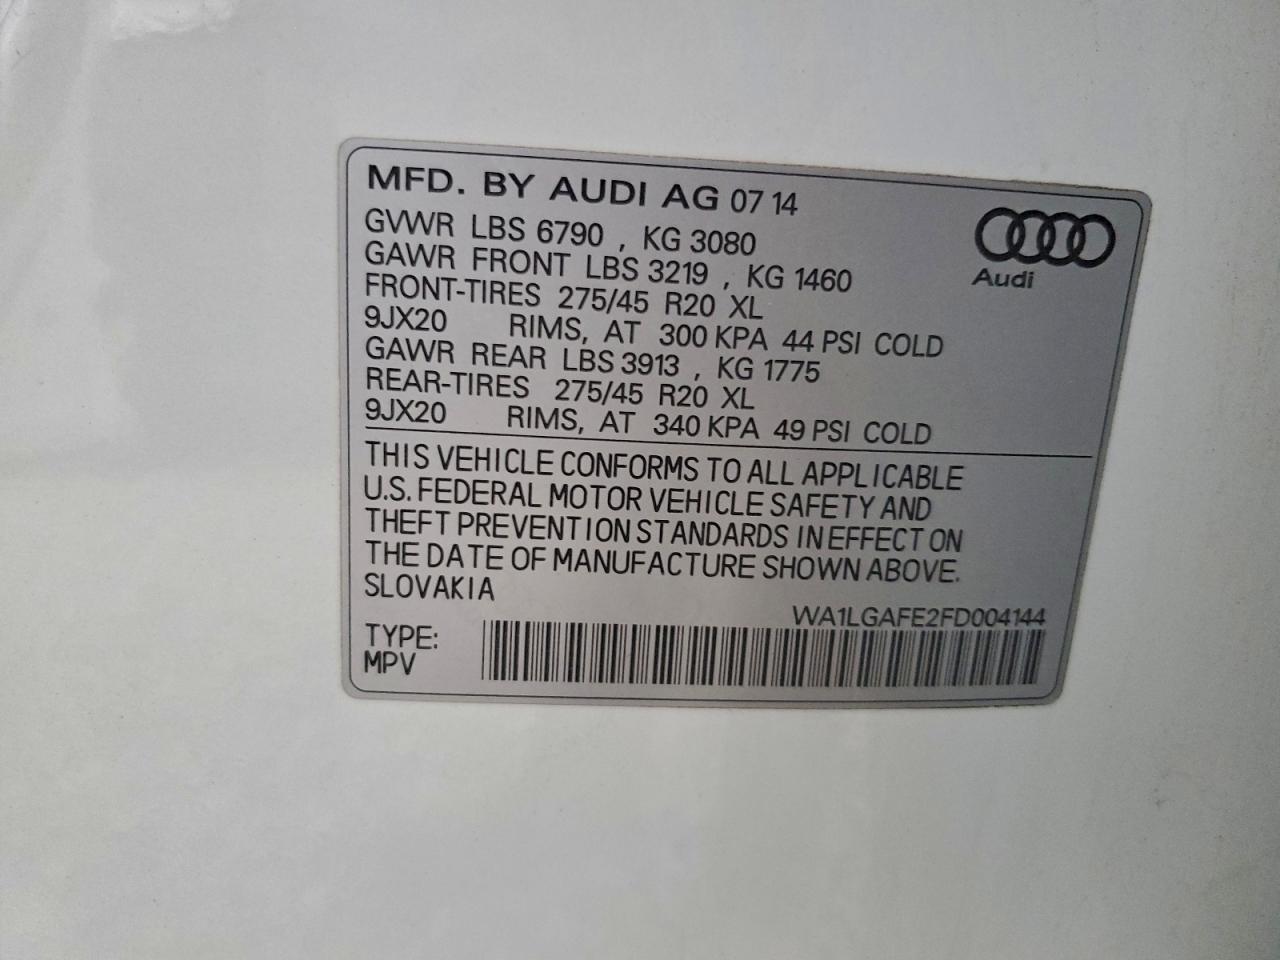 MFD. BY AUDI AG 07 14
GVWR LBS 6790 , KG 3080
GAWR FRONT LBS 3219 , KG 1460
FRONT-TIRES 275/45 R20 XL
9JX20 RIMS, AT 300 KPA 44 PSI COLD
GAWR REAR LBS 3913 , KG 1775
REAR-TIRES 275/45 R20 XL
9JX20 RIMS, AT 340 KPA 49 PSI COLD
Audi
THIS VEHICLE CONFORMS TO ALL APPLICABLE
U.S. FEDERAL MOTOR VEHICLE SAFETY AND
THEFT PREVENTION STANDARDS IN EFFECT ON
THE DATE OF MANUFACTURE SHOWN ABOVE.
SLOVAKIA
WA1LGAFE2FD004144
TYPE:
MPV